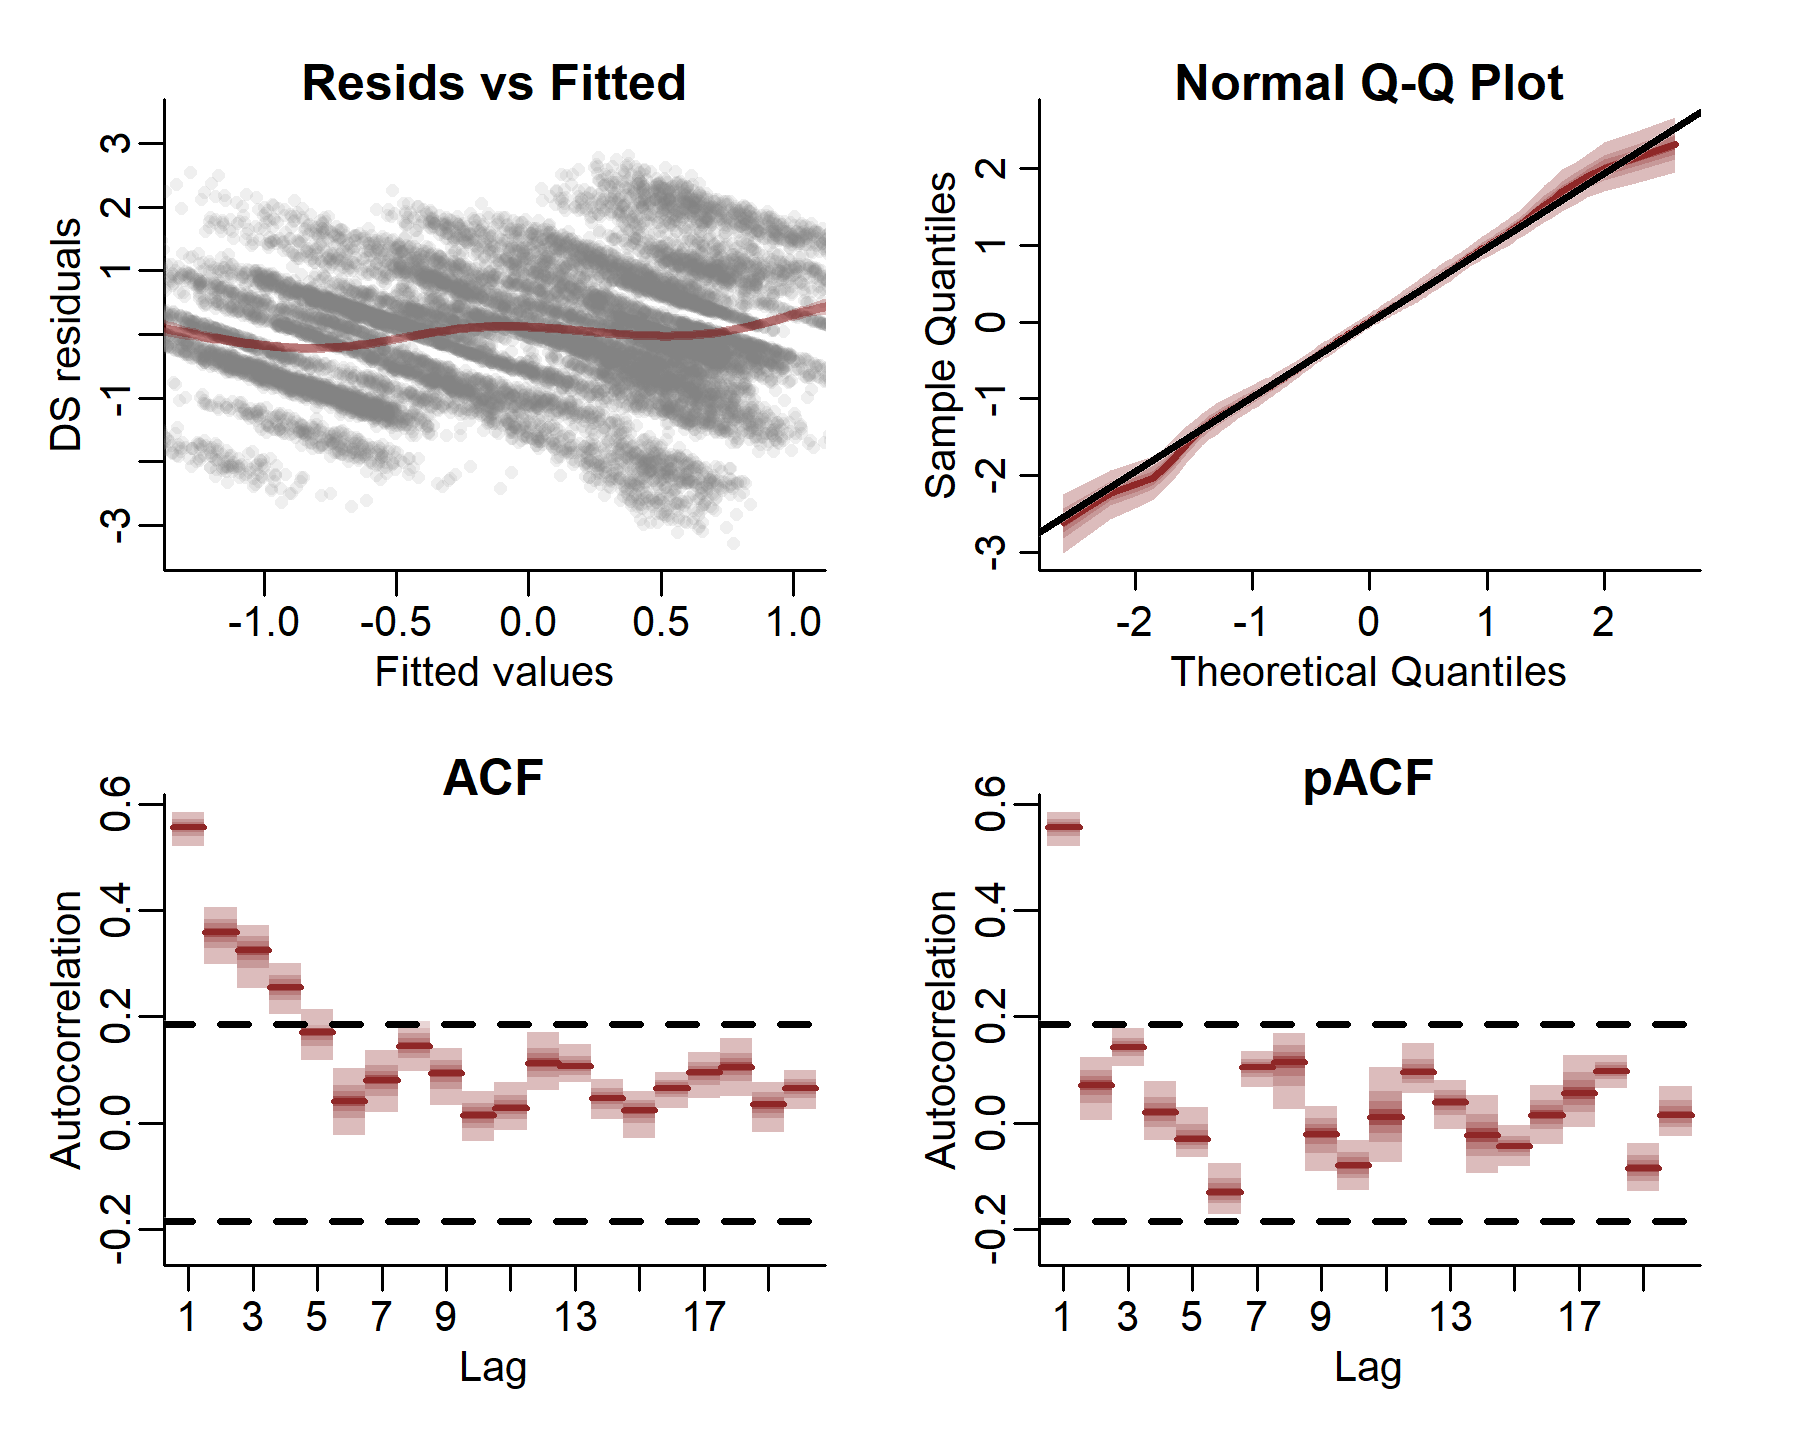 Resids vs Fitted
DS residuals
3
2
1
-1
-3
-1.0 -0.5 0.0 0.5 1.0
Fitted values
Normal Q-Q Plot
Sample Quantiles
2
1
0
-1
-2
-3
-2 -1 0 1 2
Theoretical Quantiles
ACF
Autocorrelation
0.6
0.4
0.2
0.0
-0.2
1 3 5 7 9 13 17
Lag
pACF
Autocorrelation
0.6
0.4
0.2
0.0
-0.2
1 3 5 7 9 13 17
Lag